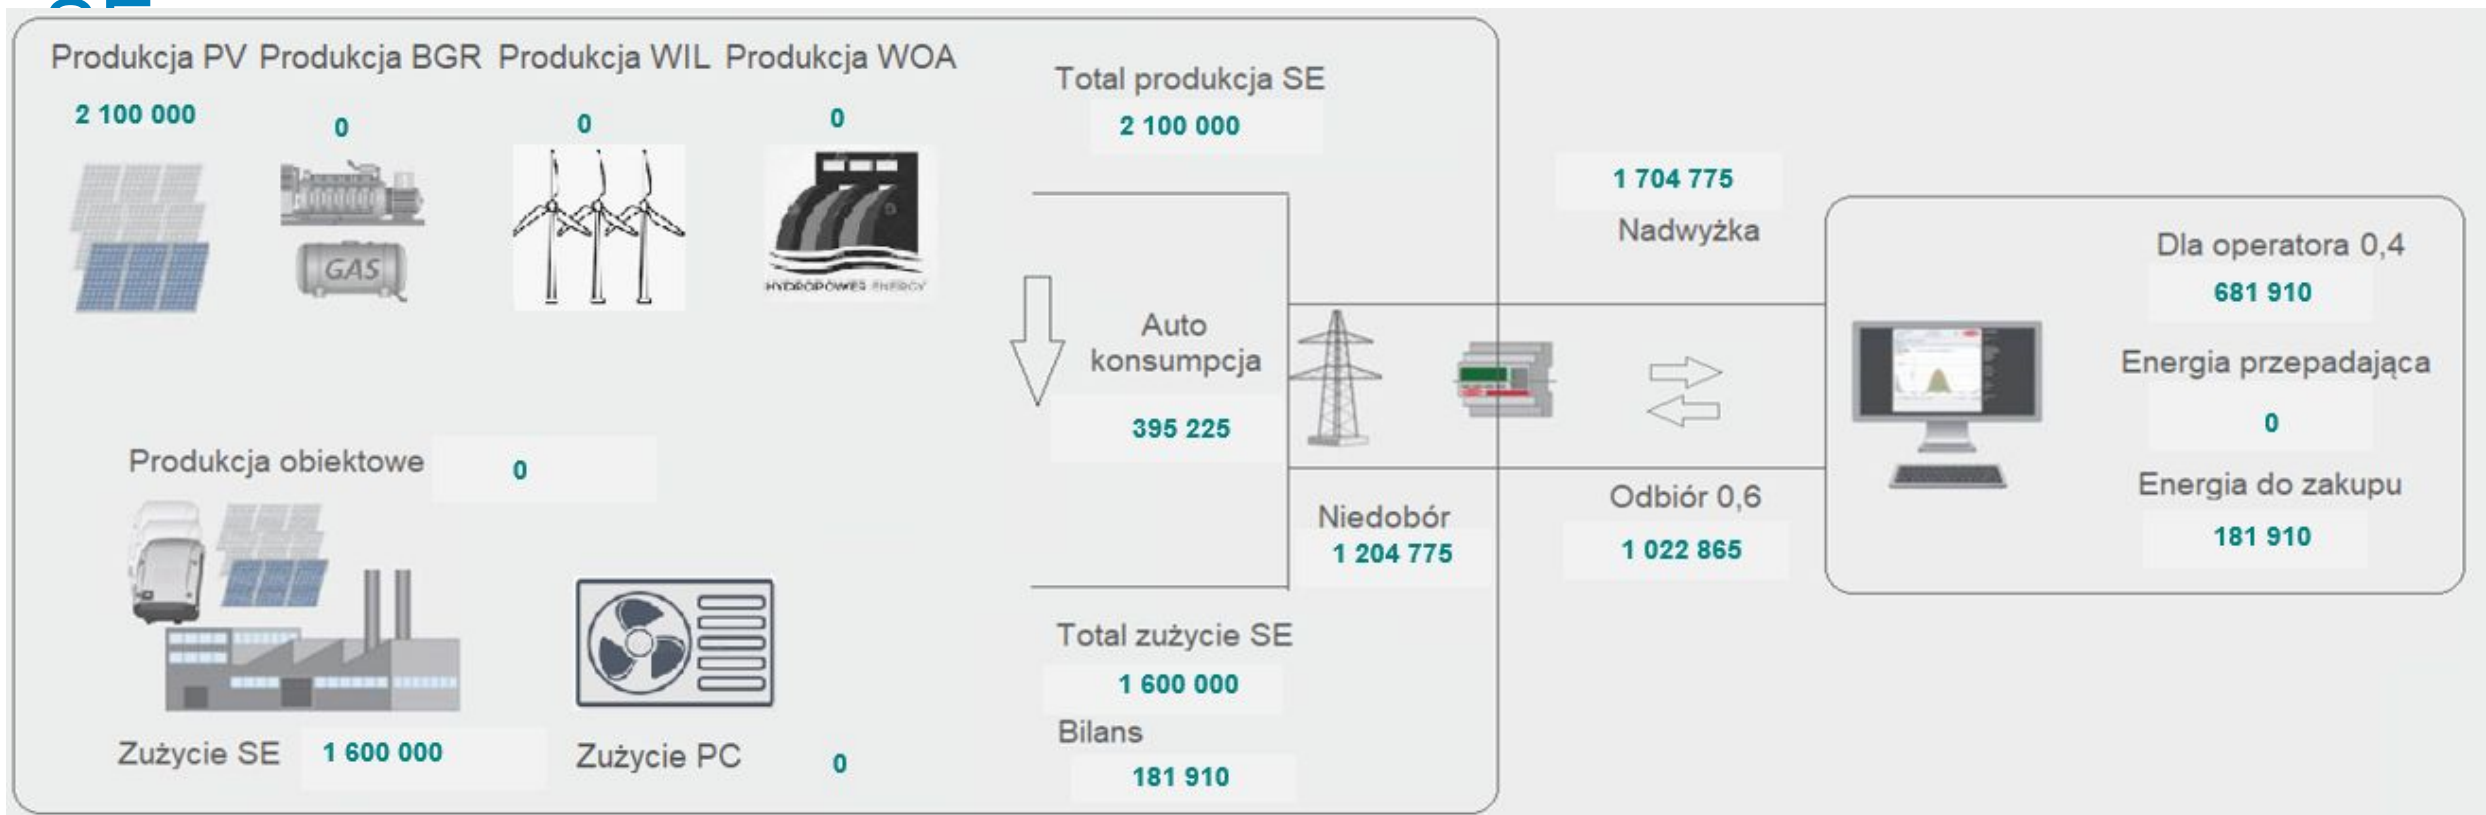 Produkcja PV Produkcja BGR Produkcja WIL Produkcja WOA
2 100 000 0 0 0
Total produkcja SE
2 100 000
GAS
HYDROPOWER ENERGY
1 704 775
Nadwyżka
Auto
konsumpcja
395 225
Dla operatora 0,4
681 910
Energia przepadająca
0
Energia do zakupu
181 910
Produkcja obiektowe 0
Niedobór
1 204 775
Odbiór 0,6
1 022 865
Total zużycie SE
1 600 000
Bilans
181 910
Zużycie SE 1 600 000
Zużycie PC 0